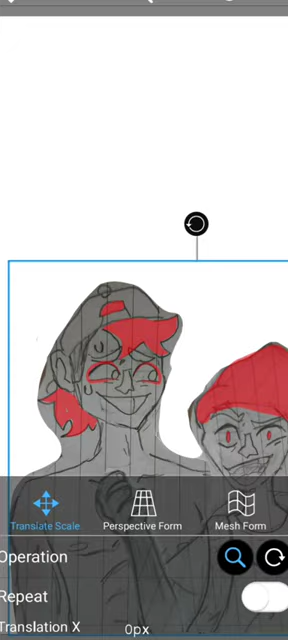 Translate Scale Perspective Form Mesh Form
Operation
Repeat
Translation X 0px